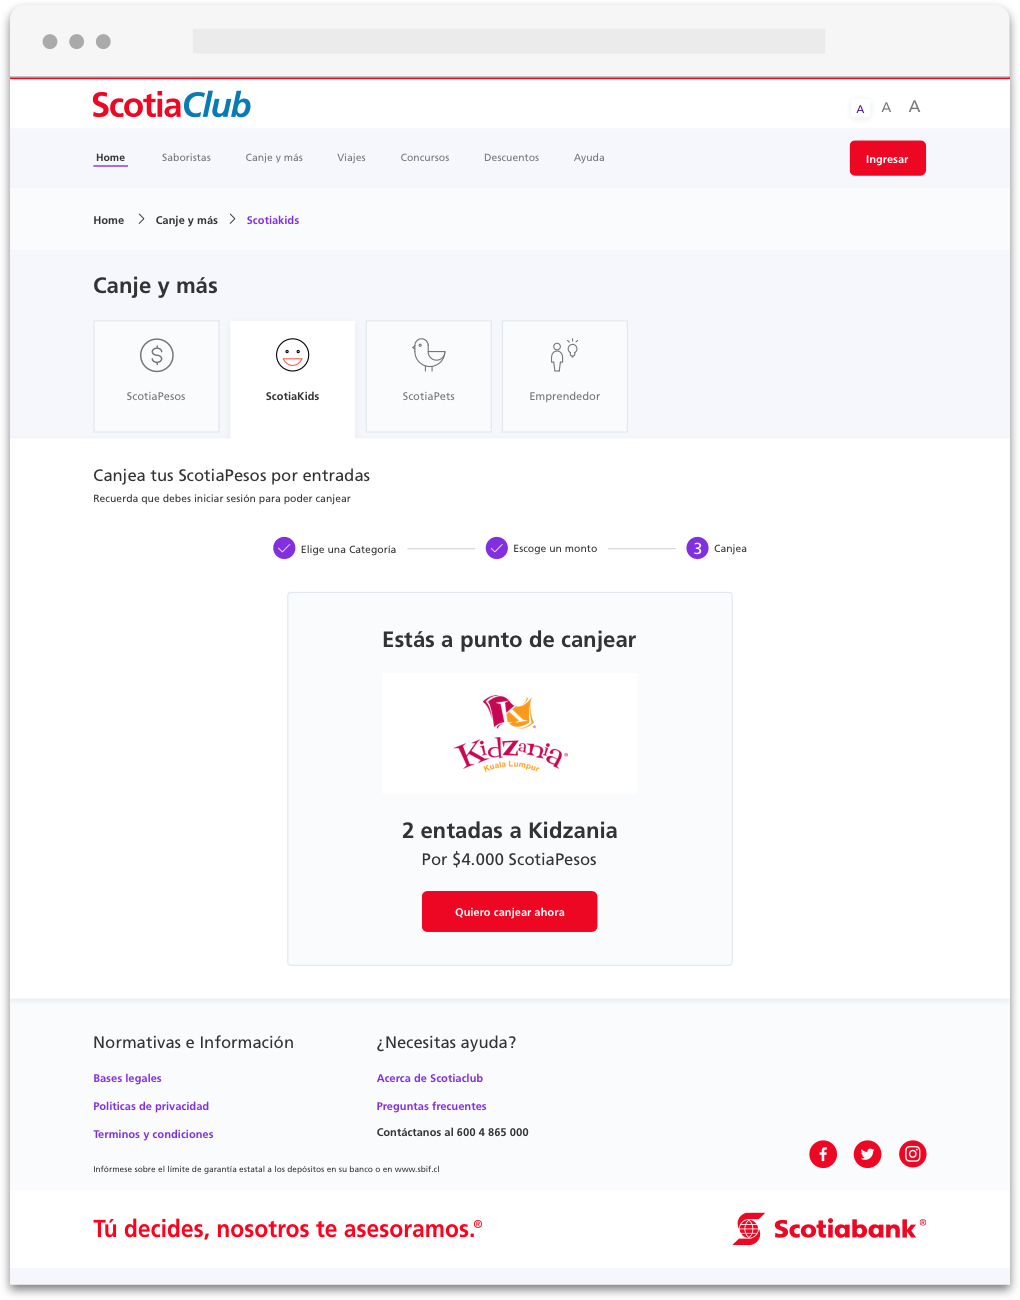 ScotiaClub
A A A
Home Saboristas Canje y más Viajes Concursos Descuentos Ayuda Ingresar
Home > Canje y más > Scotiakids
Canje y más
$
ScotiaPesos ScotiaKids ScotiaPets Emprendedor
Canjea tus ScotiaPesos por entradas
Recuerda que debes iniciar sesión para poder canjear
Elige una Categoría Escoge un monto 3 Canjea
Estás a punto de canjear
K
KidZania®
Kuala Lumpur
2 entadas a Kidzania
Por $4.000 ScotiaPesos
Quiero canjear ahora
Normativas e Información
Bases legales
Politicas de privacidad
Terminos y condiciones
¿Necesitas ayuda?
Acerca de Scotiaclub
Preguntas frecuentes
Contáctanos al 600 4 865 000
Infórmese sobre el límite de garantía estatal a los depósitos en su banco o en www.sbif.cl
Tú decides, nosotros te asesoramos.®
Scotiabank®